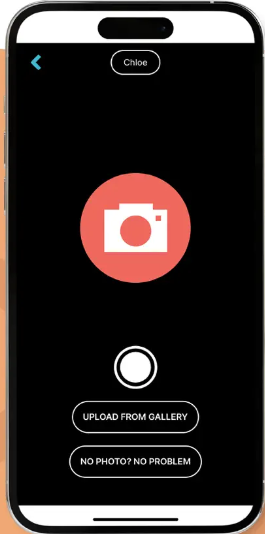 Chloe
UPLOAD FROM GALLERY
NO PHOTO? NO PROBLEM